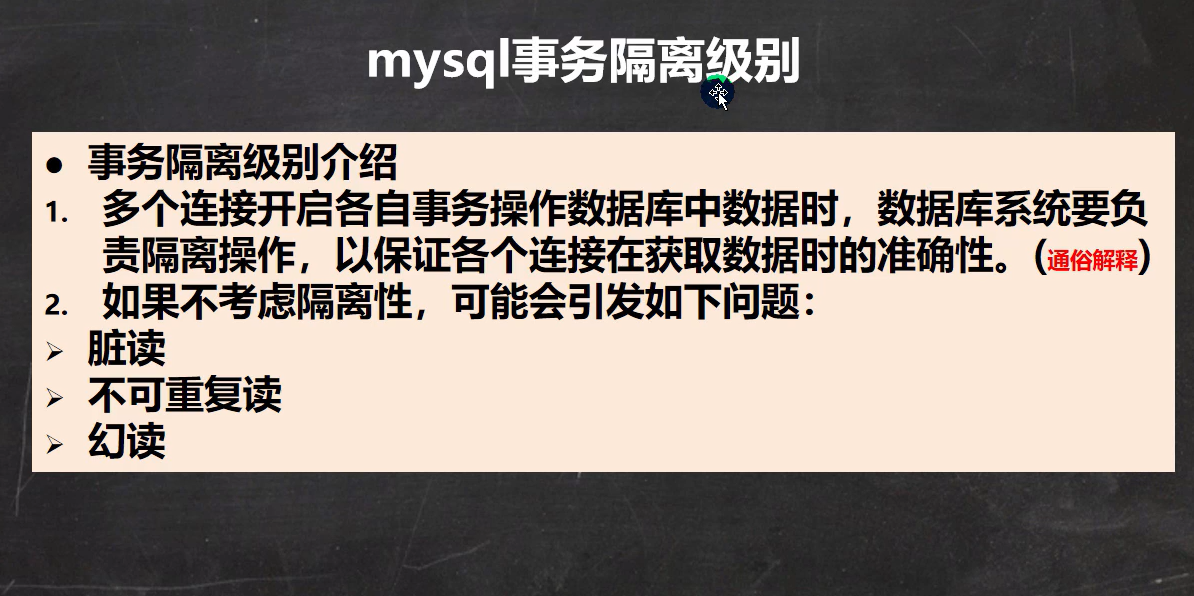 mysql事务隔离级别
● 事务隔离级别介绍
1. 多个连接开启各自事务操作数据库中数据时，数据库系统要负
责隔离操作，以保证各个连接在获取数据时的准确性。(通俗解释)
2. 如果不考虑隔离性，可能会引发如下问题：
➢ 脏读
➢ 不可重复读
➢ 幻读